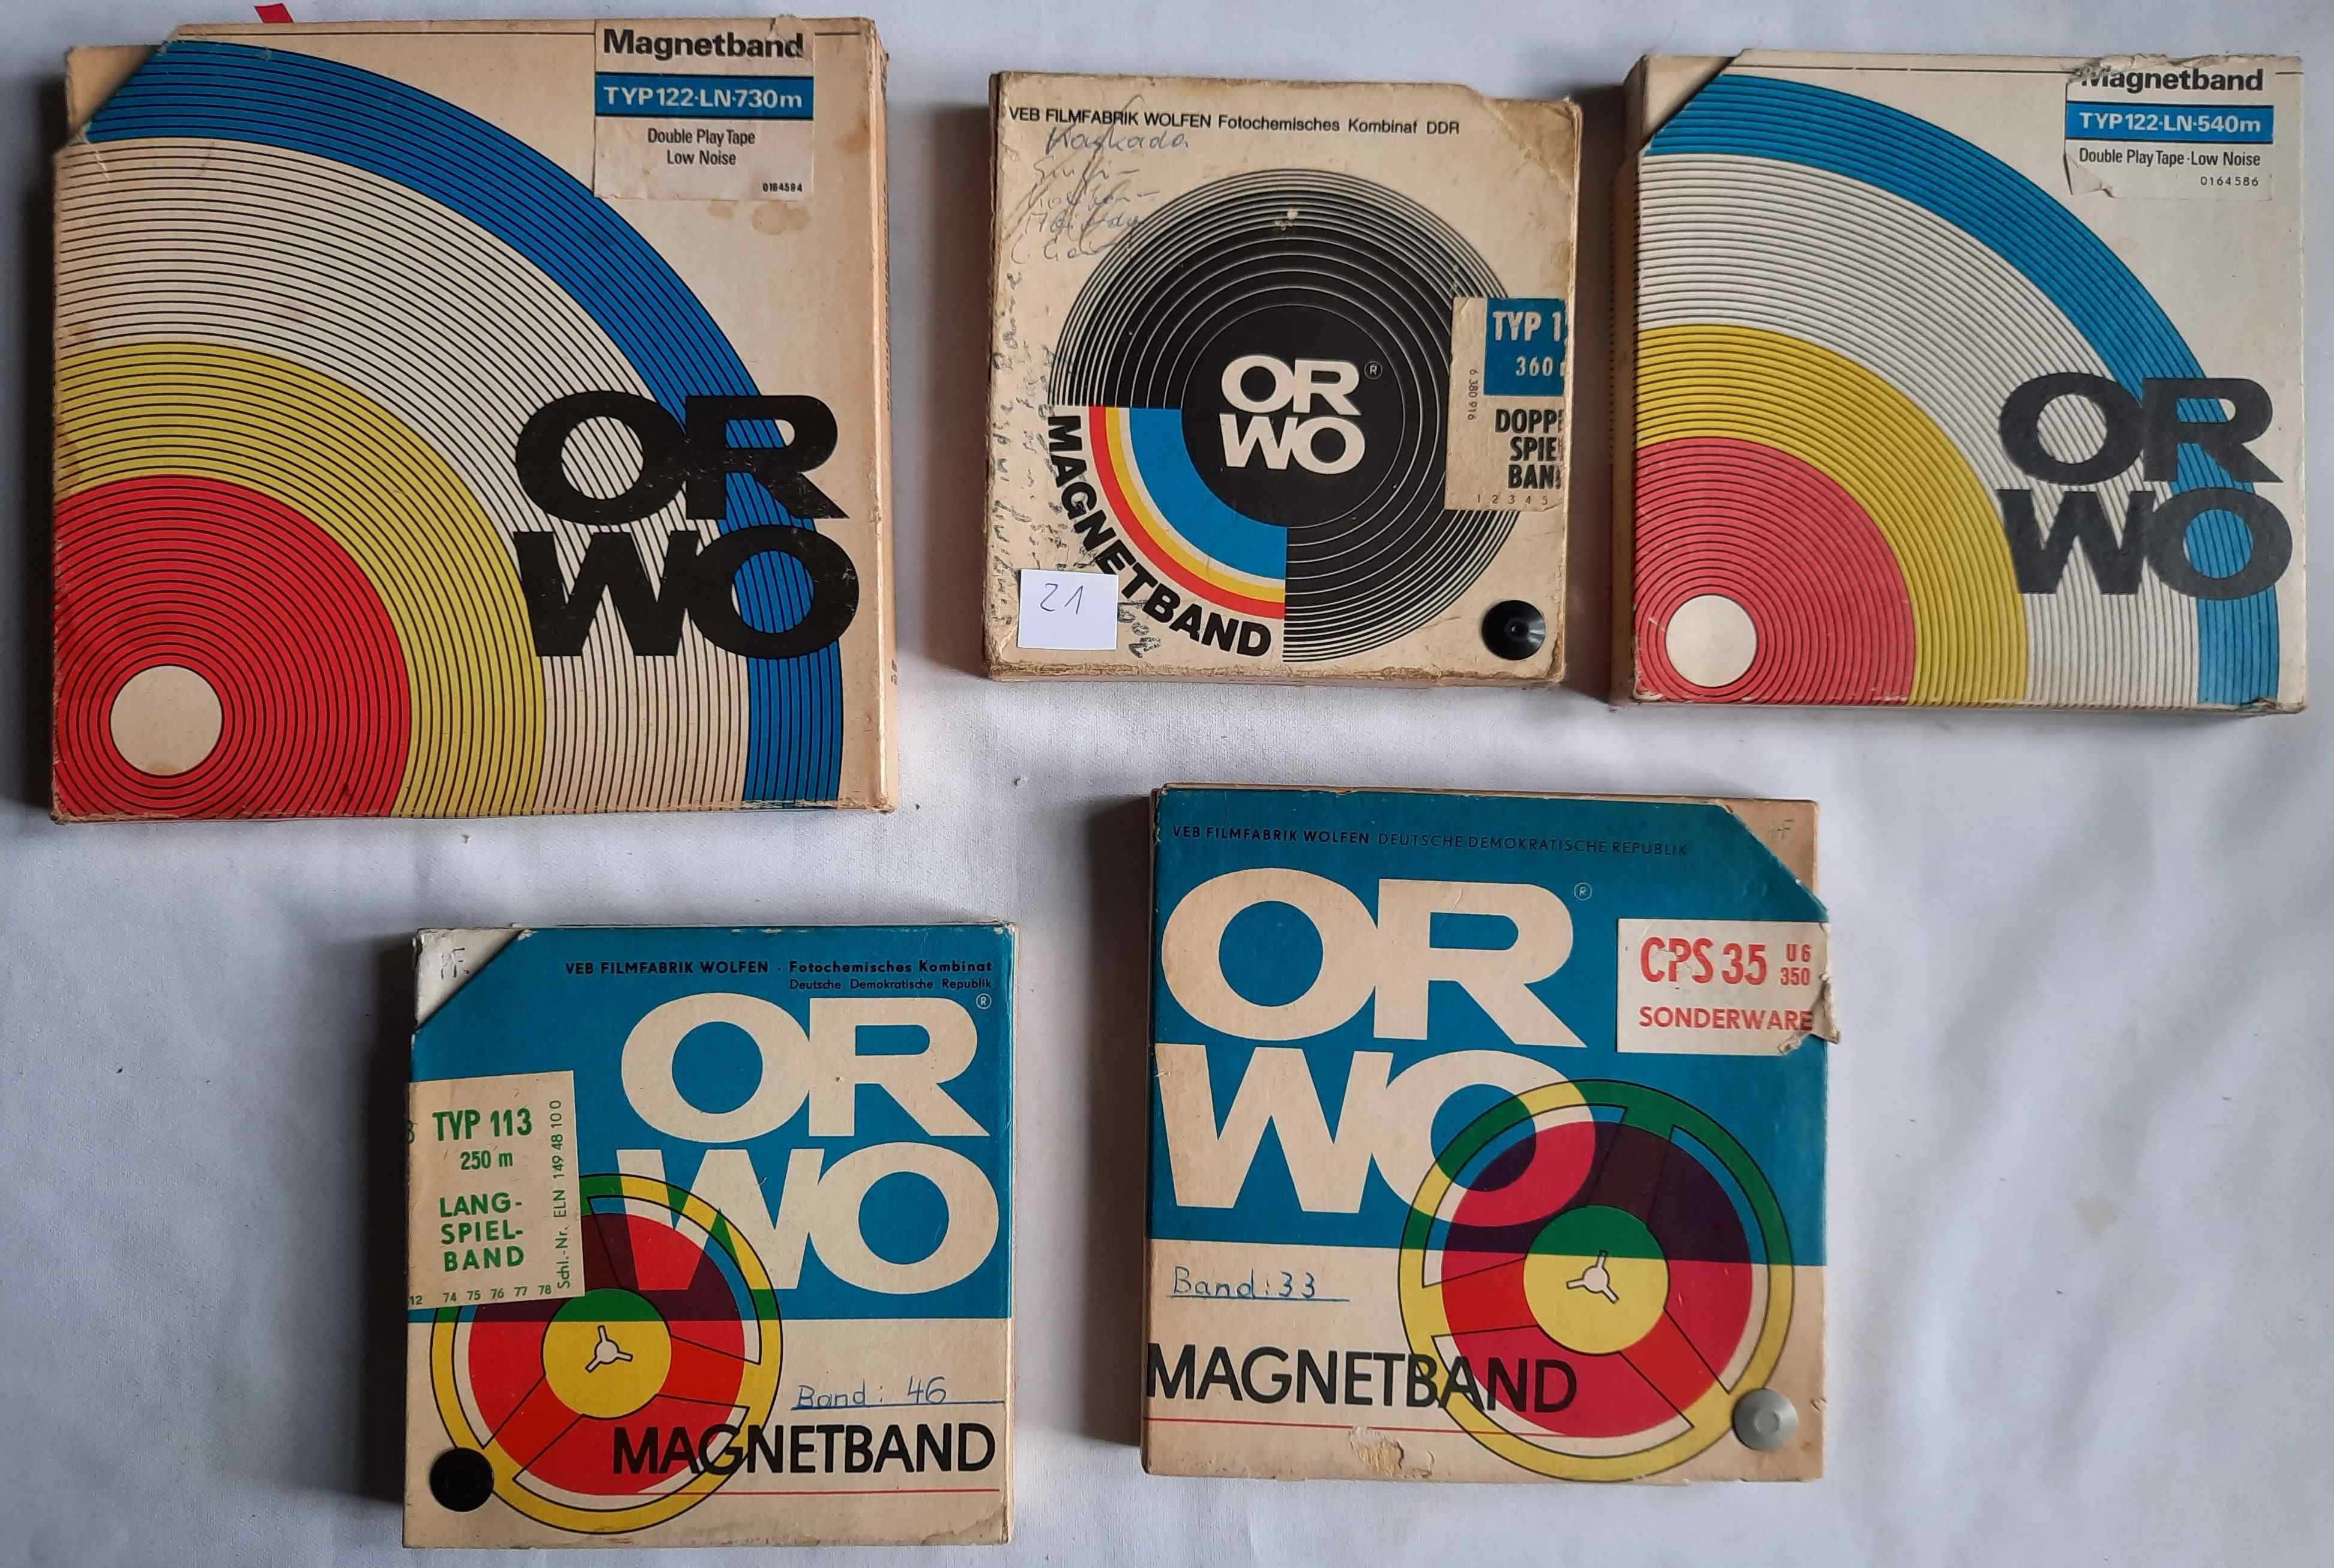 Magnetband
TYP 122·LN·730m
Double Play Tape
Low Noise
0164594
OR
WO
VEB FILMFABRIK WOLFEN Fotochemisches Kombinat DDR
Kaskada
OR ®
WO
MAGNETBAND
TYP 1
360
6 380 916
DOPP
SPIE
BAN
1 2 3 4 5
21
Magnetband
TYP 122·LN·540m
Double Play Tape · Low Noise
0164586
OR
WO
VEB FILMFABRIK WOLFEN · Fotochemisches Kombinat
Deutsche Demokratische Republik
OR ®
WO
TYP 113
250 m
LANG-
SPIEL-
BAND
12 74 75 76 77 78
Schl.-Nr. ELN 149 48 100
Band: 46
MAGNETBAND
VEB FILMFABRIK WOLFEN DEUTSCHE DEMOKRATISCHE REPUBLIK
OR ®
WO
CPS 35 U6
350
SONDERWARE
Band: 33
MAGNETBAND